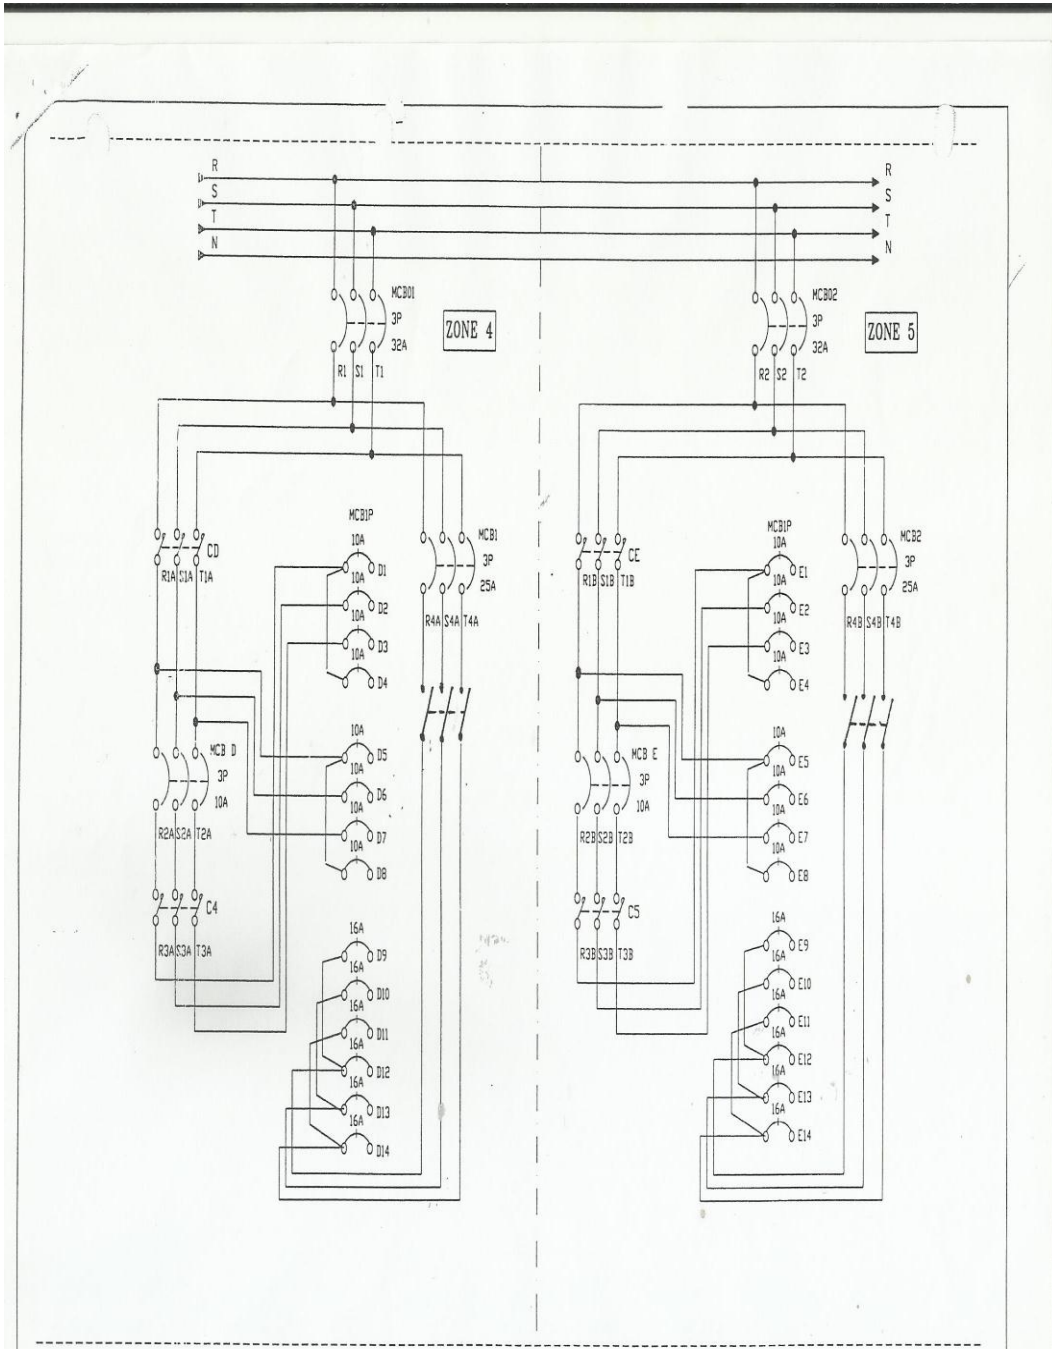 R R
S S
T T
N N
MCB01
3P
32A
ZONE 4
R1 S1 T1
MCB02
3P
32A
ZONE 5
R2 S2 T2
CD
R1A S1A T1A
MCB1P
10A
D1
10A
D2
10A
D3
10A
D4
MCB1
3P
25A
R4A S4A T4A
MCB D
3P
10A
R2A S2A T2A
10A
D5
10A
D6
10A
D7
10A
D8
C4
R3A S3A T3A
16A
D9
16A
D10
16A
D11
16A
D12
16A
D13
16A
D14
CE
R1B S1B T1B
MCB1P
10A
E1
10A
E2
10A
E3
10A
E4
MCB2
3P
25A
R4B S4B T4B
MCB E
3P
10A
R2B S2B T2B
10A
E5
10A
E6
10A
E7
10A
E8
C5
R3B S3B T3B
16A
E9
16A
E10
16A
E11
16A
E12
16A
E13
16A
E14